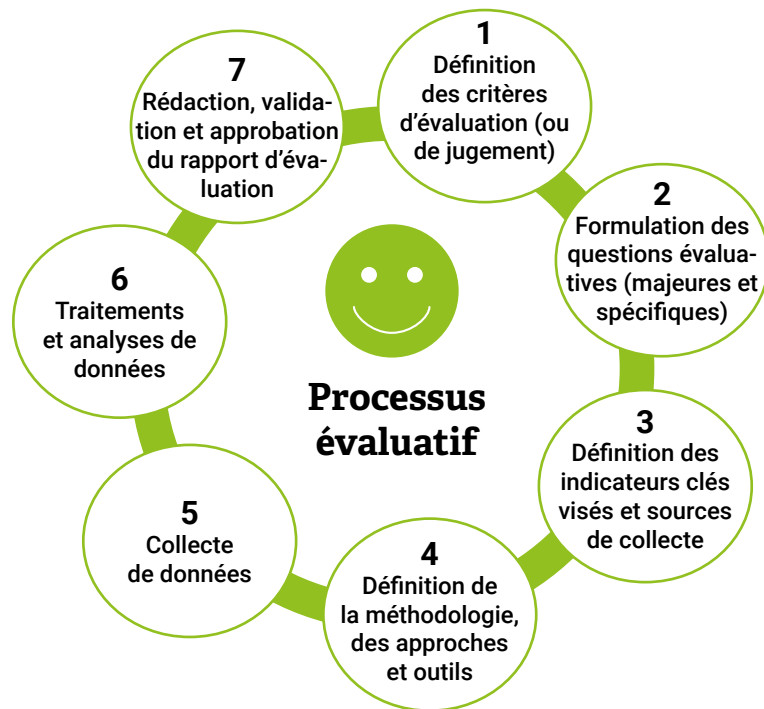 1
Définition
des critères
d'évaluation (ou
de jugement)
2
Formulation des
questions évalua-
tives (majeures et
spécifiques)
3
Définition des
indicateurs clés
visés et sources
de collecte
4
Définition de
la méthodologie,
des approches
et outils
5
Collecte
de données
6
Traitements
et analyses de
données
7
Rédaction, valida-
tion et approbation
du rapport d'éva-
luation
Processus
évaluatif